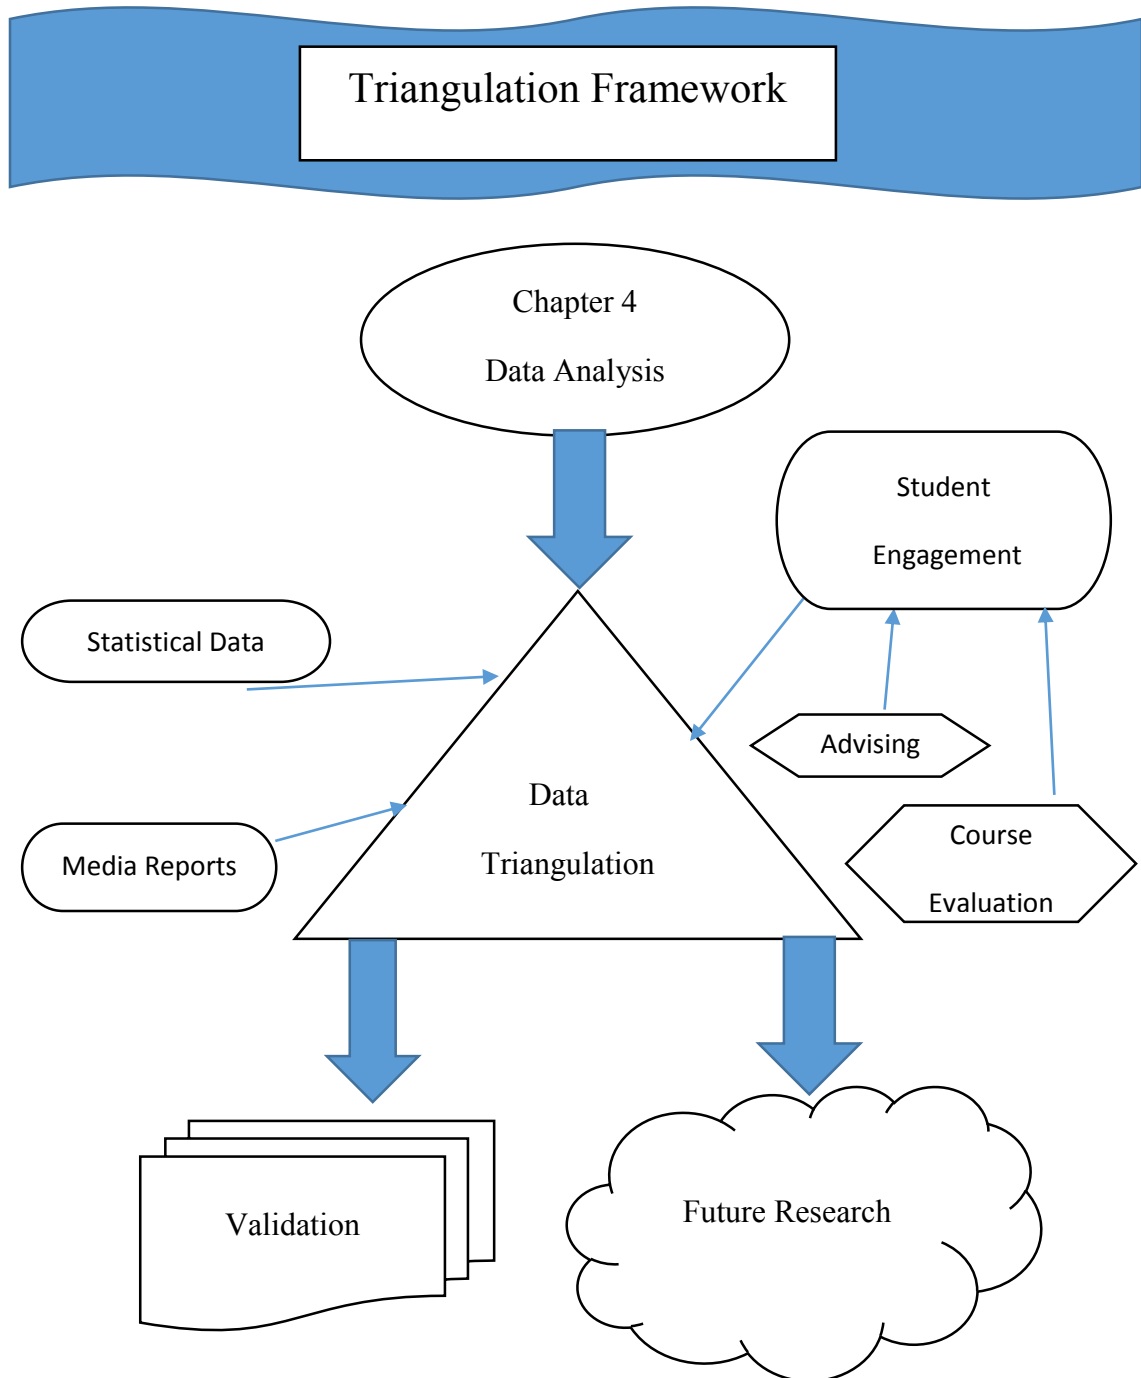 Triangulation Framework
Chapter 4
Data Analysis
Student
Engagement
Statistical Data
Advising
Data
Triangulation
Media Reports
Course
Evaluation
Validation
Future Research